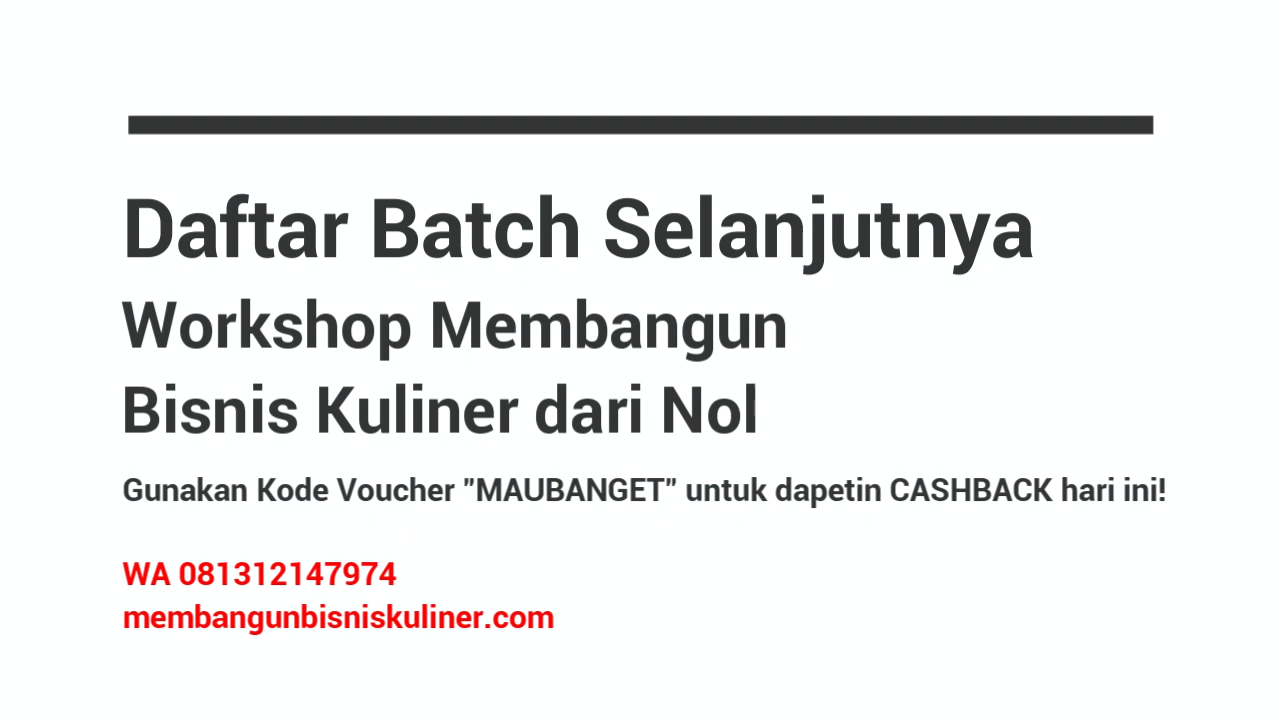 Daftar Batch Selanjutnya
Workshop Membangun
Bisnis Kuliner dari Nol
Gunakan Kode Voucher "MAUBANGET" untuk dapetin CASHBACK hari ini!
WA 081312147974
membangunbisniskuliner.com